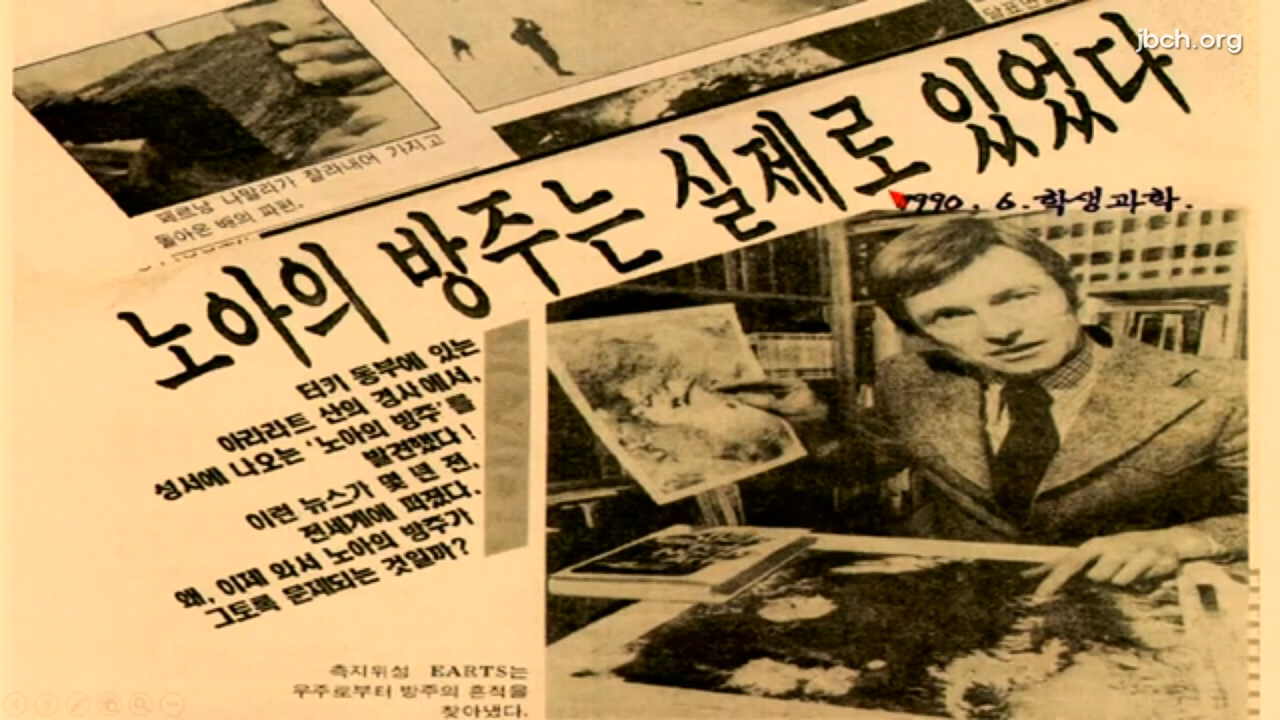 jbch.org
페르낭 나말라가 잘라내어 가지고
돌아온 배의 파편.
노아의 방주는 실제로 있었다
1990. 6. 학생과학.
터키 동부에 있는
아라라트 산의 경사에서,
성서에 나오는 '노아의 방주'를
발견했다!
이런 뉴스가 몇 년 전,
전세계에 퍼졌다.
왜, 이제 와서 노아의 방주가
그토록 문제되는 것일까?
측지위성 EARTS는
우주로부터 방주의 흔적을
찾아냈다.